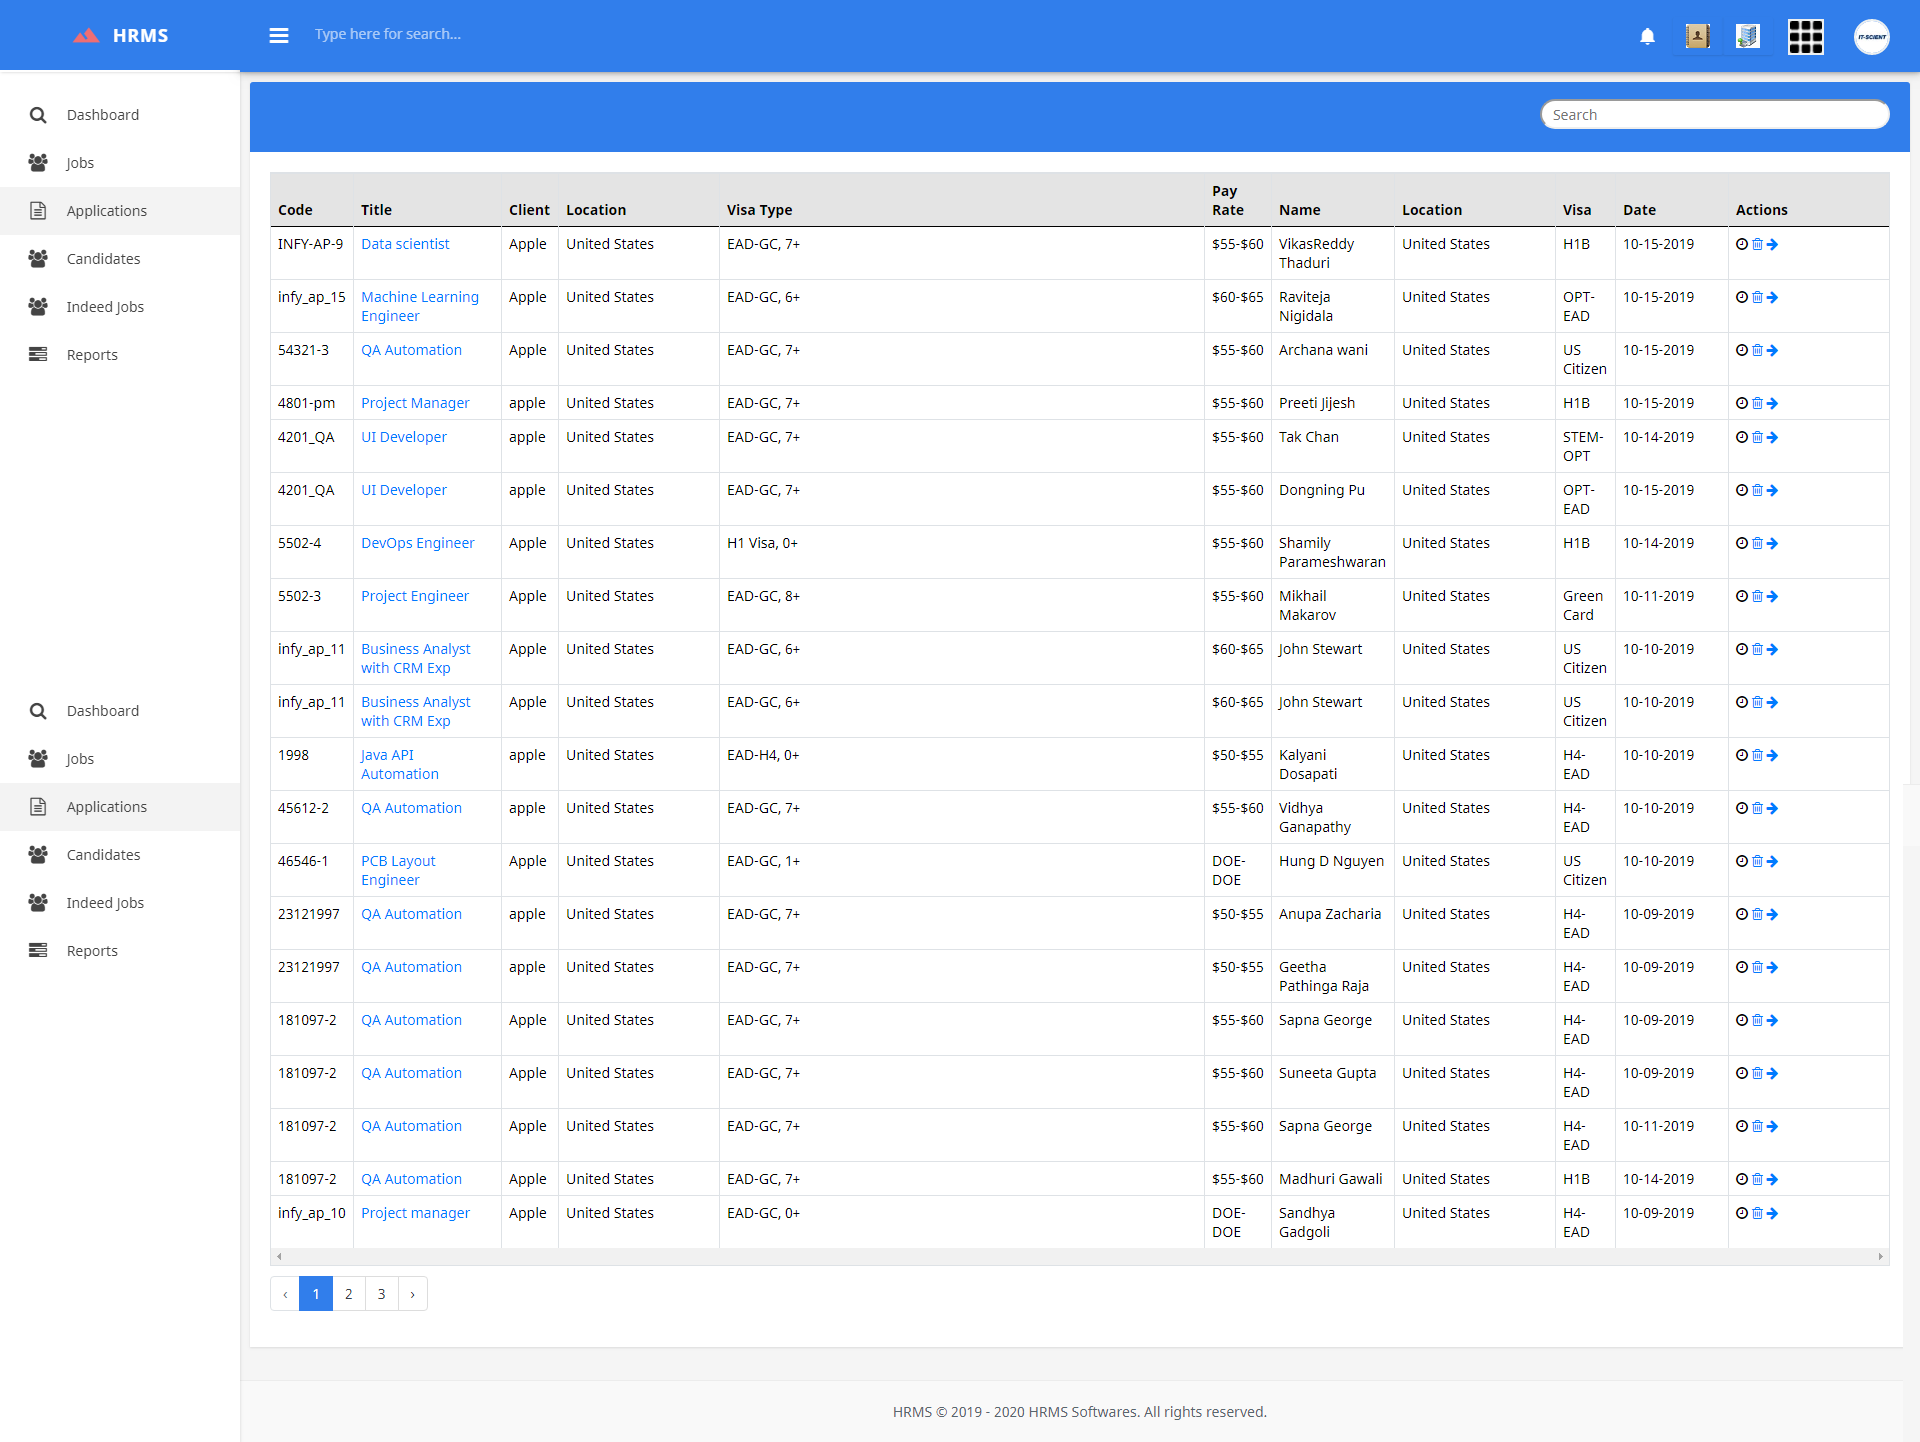 HRMS
Type here for search...
IT-SCIENT
Dashboard
Jobs
Applications
Candidates
Indeed Jobs
Reports
Dashboard
Jobs
Applications
Candidates
Indeed Jobs
Reports
Search
Code Title Client Location Visa Type Pay Rate Name Location Visa Date Actions
INFY-AP-9 Data scientist Apple United States EAD-GC, 7+ $55-$60 VikasReddy Thaduri United States H1B 10-15-2019
infy_ap_15 Machine Learning Engineer Apple United States EAD-GC, 6+ $60-$65 Raviteja Nigidala United States OPT-EAD 10-15-2019
54321-3 QA Automation Apple United States EAD-GC, 7+ $55-$60 Archana wani United States US Citizen 10-15-2019
4801-pm Project Manager apple United States EAD-GC, 7+ $55-$60 Preeti Jijesh United States H1B 10-15-2019
4201_QA UI Developer apple United States EAD-GC, 7+ $55-$60 Tak Chan United States STEM-OPT 10-14-2019
4201_QA UI Developer apple United States EAD-GC, 7+ $55-$60 Dongning Pu United States OPT-EAD 10-15-2019
5502-4 DevOps Engineer Apple United States H1 Visa, 0+ $55-$60 Shamily Parameshwaran United States H1B 10-14-2019
5502-3 Project Engineer Apple United States EAD-GC, 8+ $55-$60 Mikhail Makarov United States Green Card 10-11-2019
infy_ap_11 Business Analyst with CRM Exp Apple United States EAD-GC, 6+ $60-$65 John Stewart United States US Citizen 10-10-2019
infy_ap_11 Business Analyst with CRM Exp Apple United States EAD-GC, 6+ $60-$65 John Stewart United States US Citizen 10-10-2019
1998 Java API Automation apple United States EAD-H4, 0+ $50-$55 Kalyani Dosapati United States H4-EAD 10-10-2019
45612-2 QA Automation apple United States EAD-GC, 7+ $55-$60 Vidhya Ganapathy United States H4-EAD 10-10-2019
46546-1 PCB Layout Engineer Apple United States EAD-GC, 1+ DOE-DOE Hung D Nguyen United States US Citizen 10-10-2019
23121997 QA Automation apple United States EAD-GC, 7+ $50-$55 Anupa Zacharia United States H4-EAD 10-09-2019
23121997 QA Automation apple United States EAD-GC, 7+ $50-$55 Geetha Pathinga Raja United States H4-EAD 10-09-2019
181097-2 QA Automation Apple United States EAD-GC, 7+ $55-$60 Sapna George United States H4-EAD 10-09-2019
181097-2 QA Automation Apple United States EAD-GC, 7+ $55-$60 Suneeta Gupta United States H4-EAD 10-09-2019
181097-2 QA Automation Apple United States EAD-GC, 7+ $55-$60 Sapna George United States H4-EAD 10-11-2019
181097-2 QA Automation Apple United States EAD-GC, 7+ $55-$60 Madhuri Gawali United States H1B 10-14-2019
infy_ap_10 Project manager Apple United States EAD-GC, 0+ DOE-DOE Sandhya Gadgoli United States H4-EAD 10-09-2019
‹ 1 2 3 ›
HRMS © 2019 - 2020 HRMS Softwares. All rights reserved.